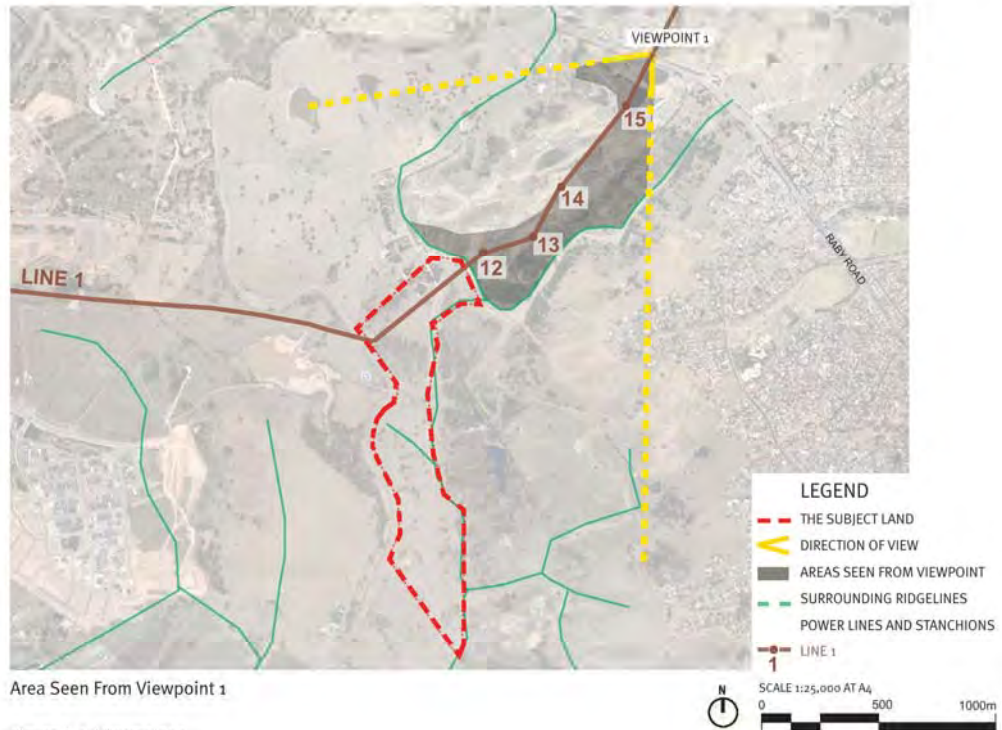 VIEWPOINT 1
15
14
13
12
LINE 1
RABY ROAD
LEGEND
THE SUBJECT LAND
DIRECTION OF VIEW
AREAS SEEN FROM VIEWPOINT
SURROUNDING RIDGELINES
POWER LINES AND STANCHIONS
LINE 1
1
Area Seen From Viewpoint 1
N
SCALE 1:25,000 AT A4
0 500 1000m